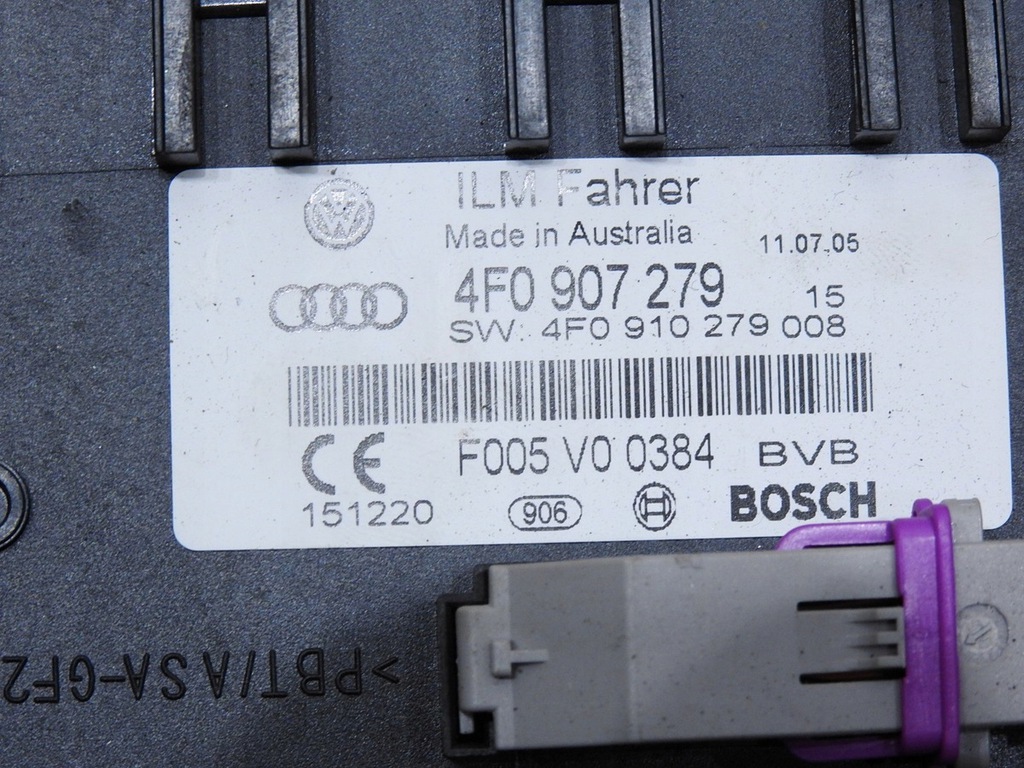 ILM Fahrer
Made in Australia 11.07.05
4F0 907 279 15
SW: 4F0 910 279 008
CE F005 V0 0384 BVB
151220 906 BOSCH
>PBT/ASA-GF2